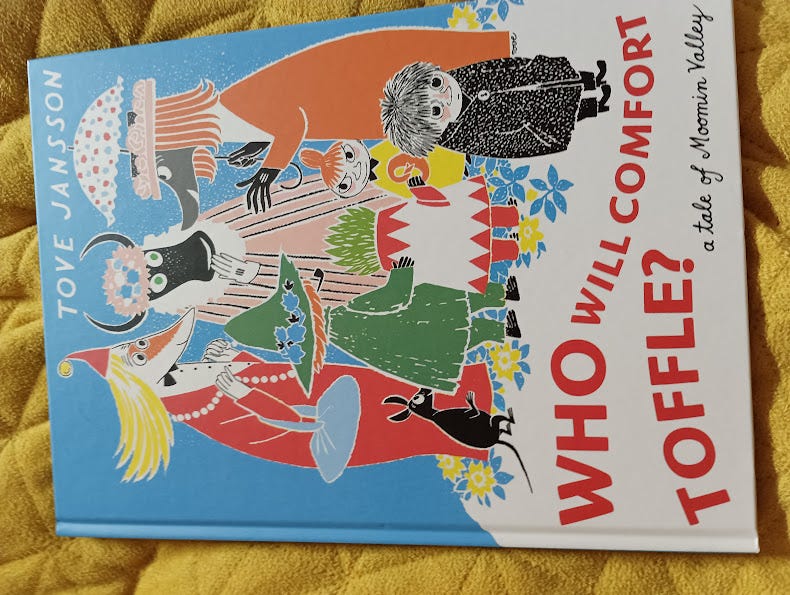 TOVE JANSSON
WHO WILL COMFORT
TOFFLE?
a tale of Moomin Valley